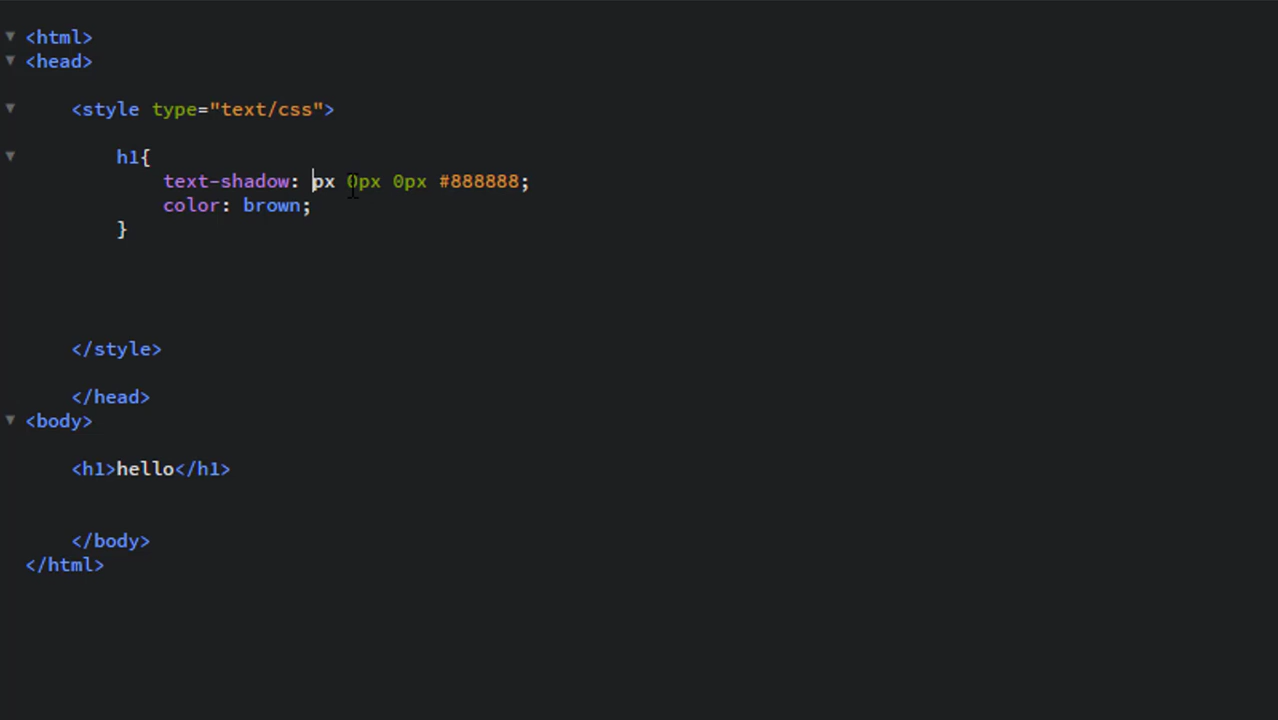 <html>
<head>
<style type="text/css">
h1{
text-shadow: px 0px 0px #888888;
color: brown;
}
</style>
</head>
<body>
<h1>hello</h1>
</body>
</html>